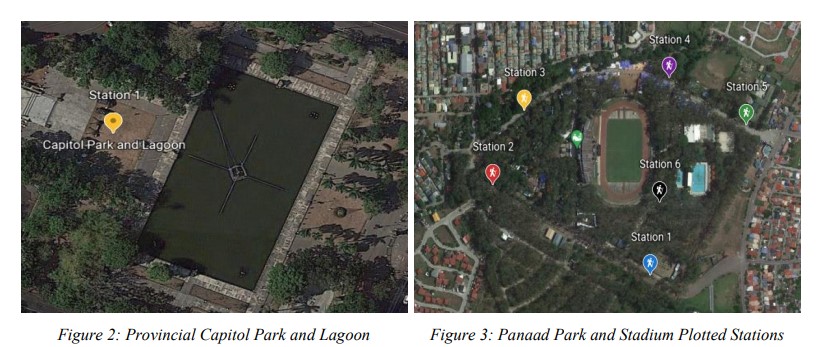 Station 1
Capitol Park and Lagoon
Station 4
Station 3
Station 5
Station 2
Station 6
Station 1
Figure 2: Provincial Capitol Park and Lagoon
Figure 3: Panaad Park and Stadium Plotted Stations